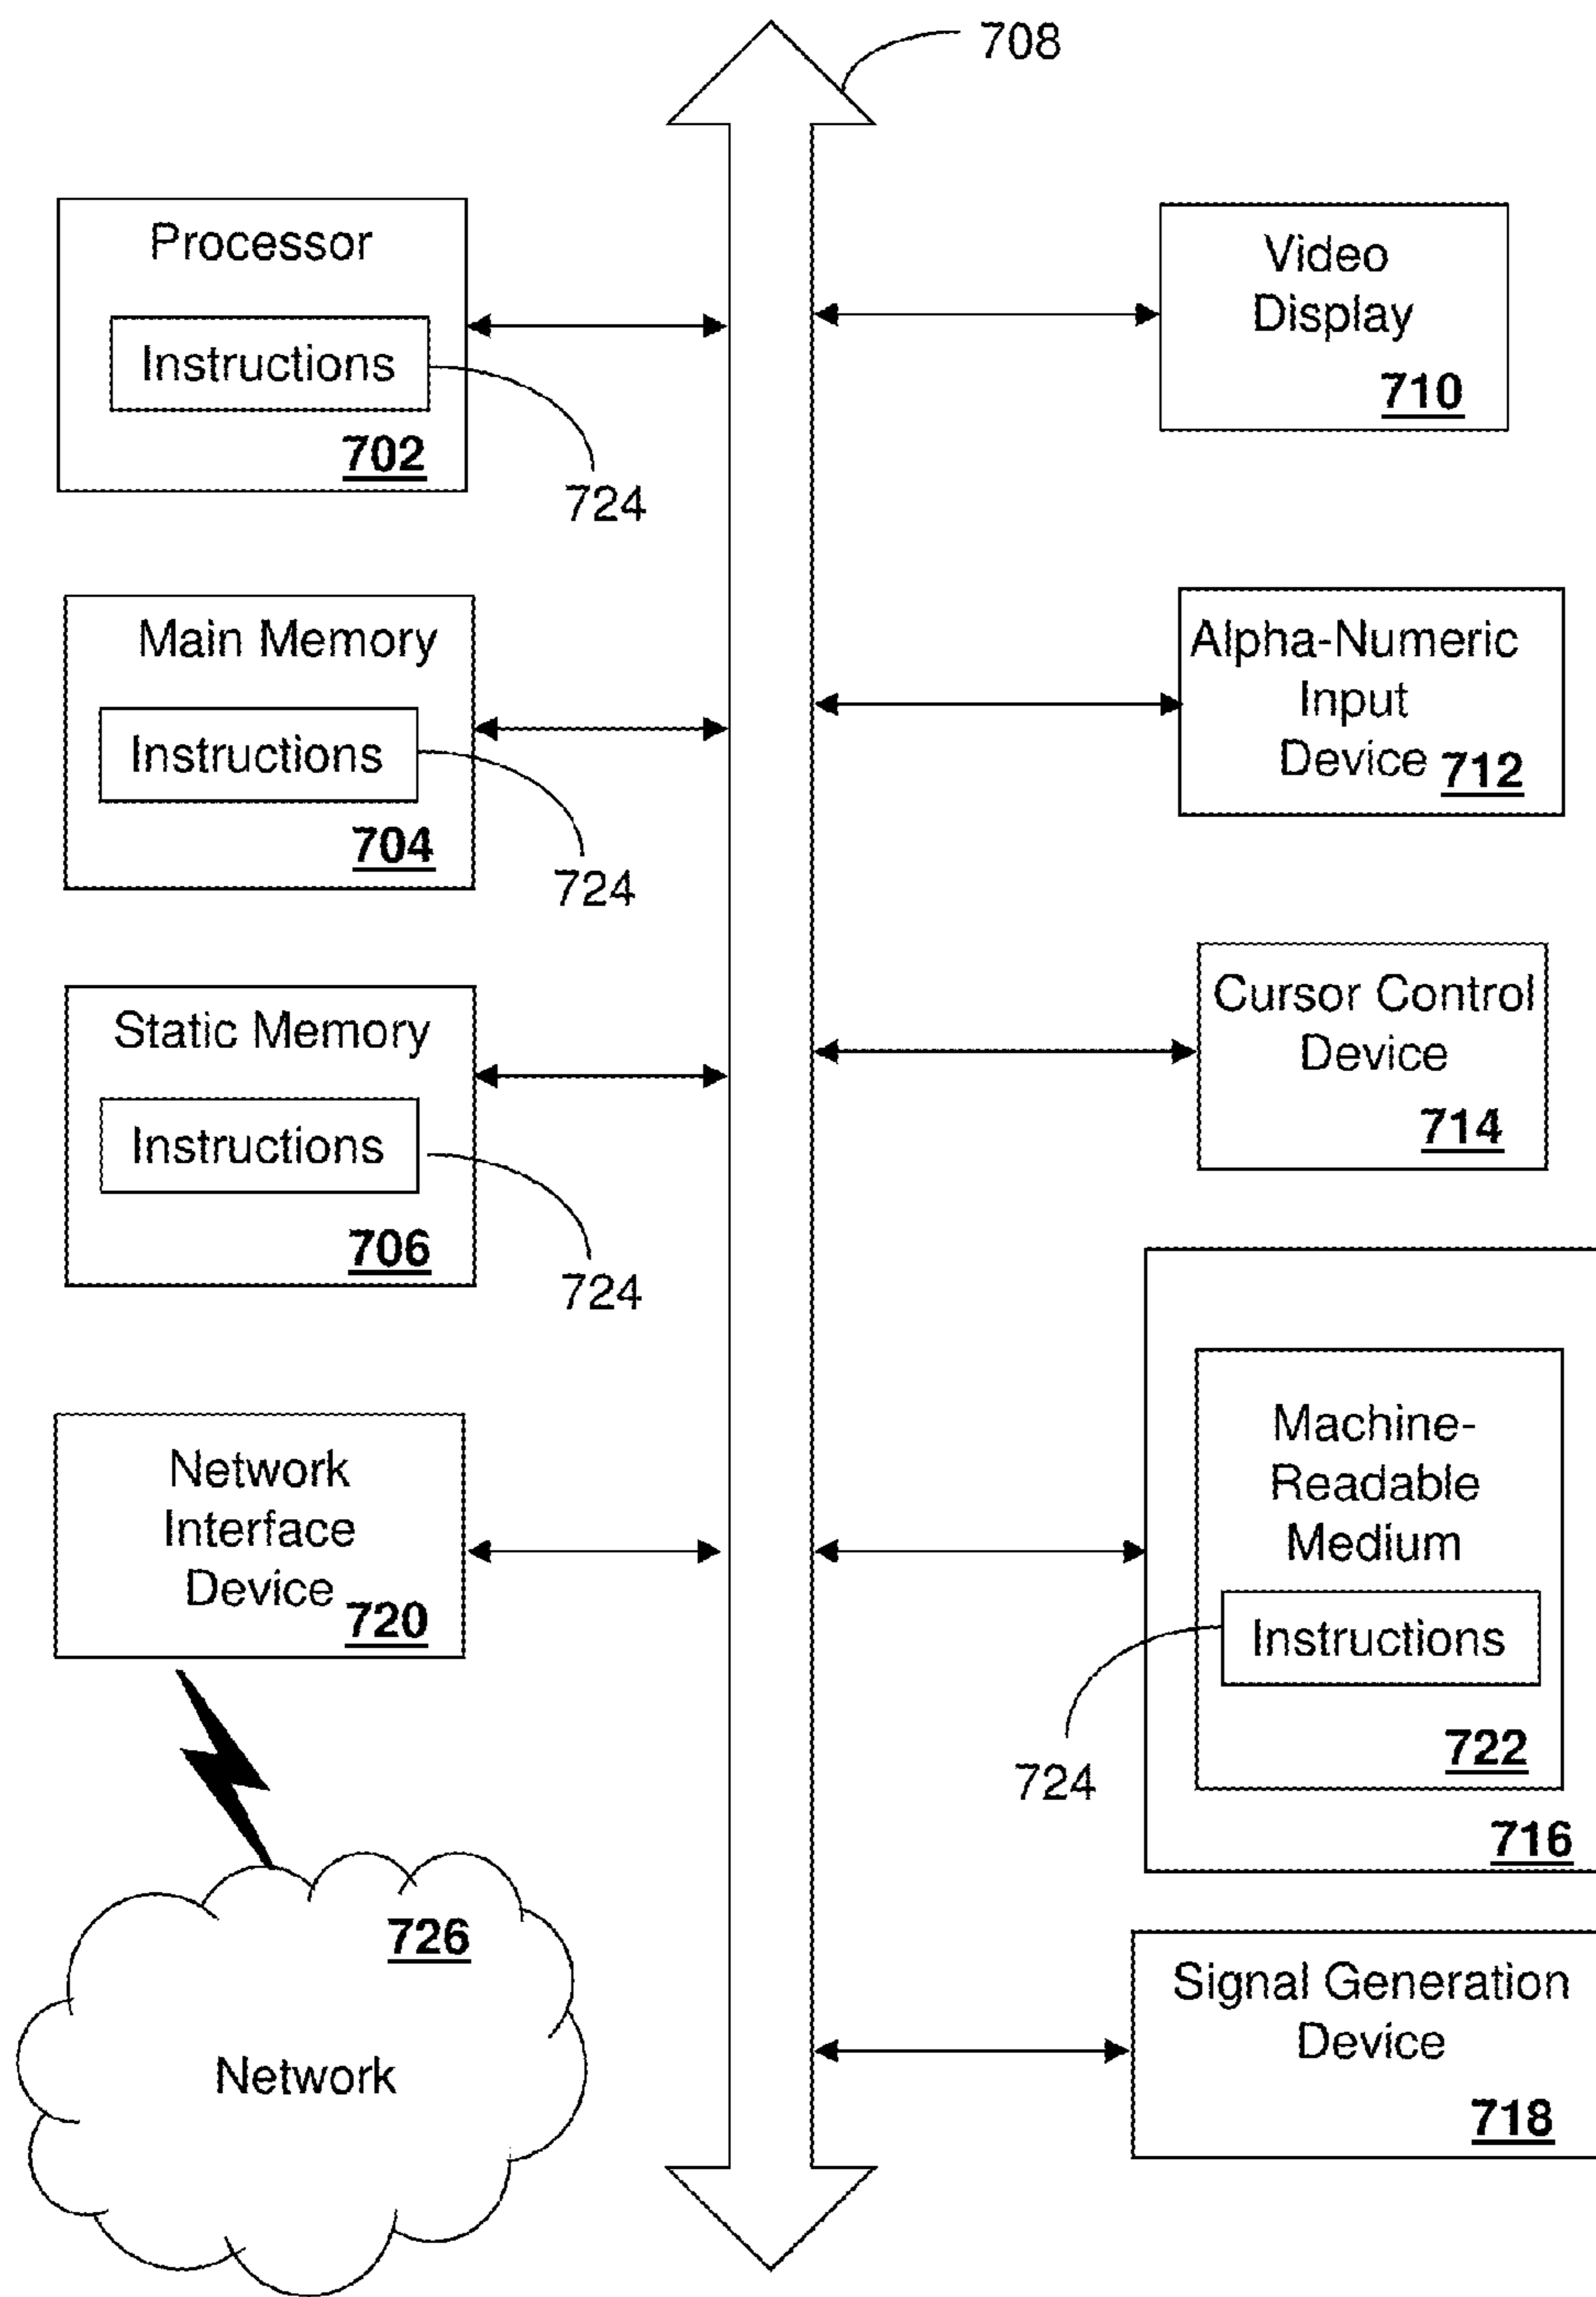 708
Processor
Instructions
702
724
Main Memory
Instructions
704
724
Static Memory
Instructions
706
724
Network
Interface
Device
720
726
Network
Video
Display
710
Alpha-Numeric
Input
Device 712
Cursor Control
Device
714
Machine-
Readable
Medium
Instructions
722
724
716
Signal Generation
Device
718